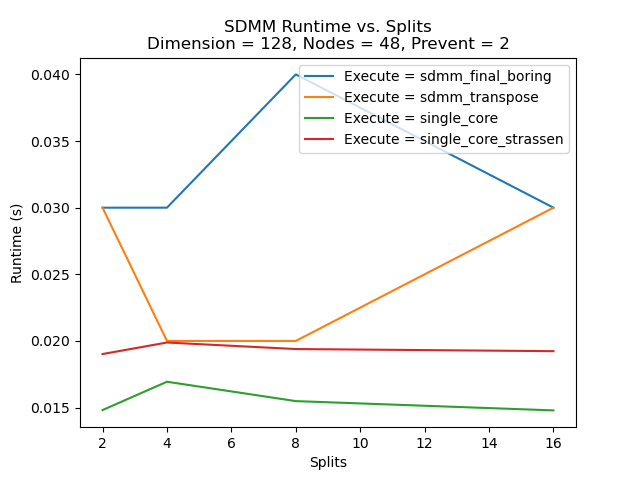 SDMM Runtime vs. Splits
Dimension = 128, Nodes = 48, Prevent = 2
Execute = sdmm_final_boring
Execute = sdmm_transpose
Execute = single_core
Execute = single_core_strassen
Runtime (s)
0.040
0.035
0.030
0.025
0.020
0.015
2 4 6 8 10 12 14 16
Splits